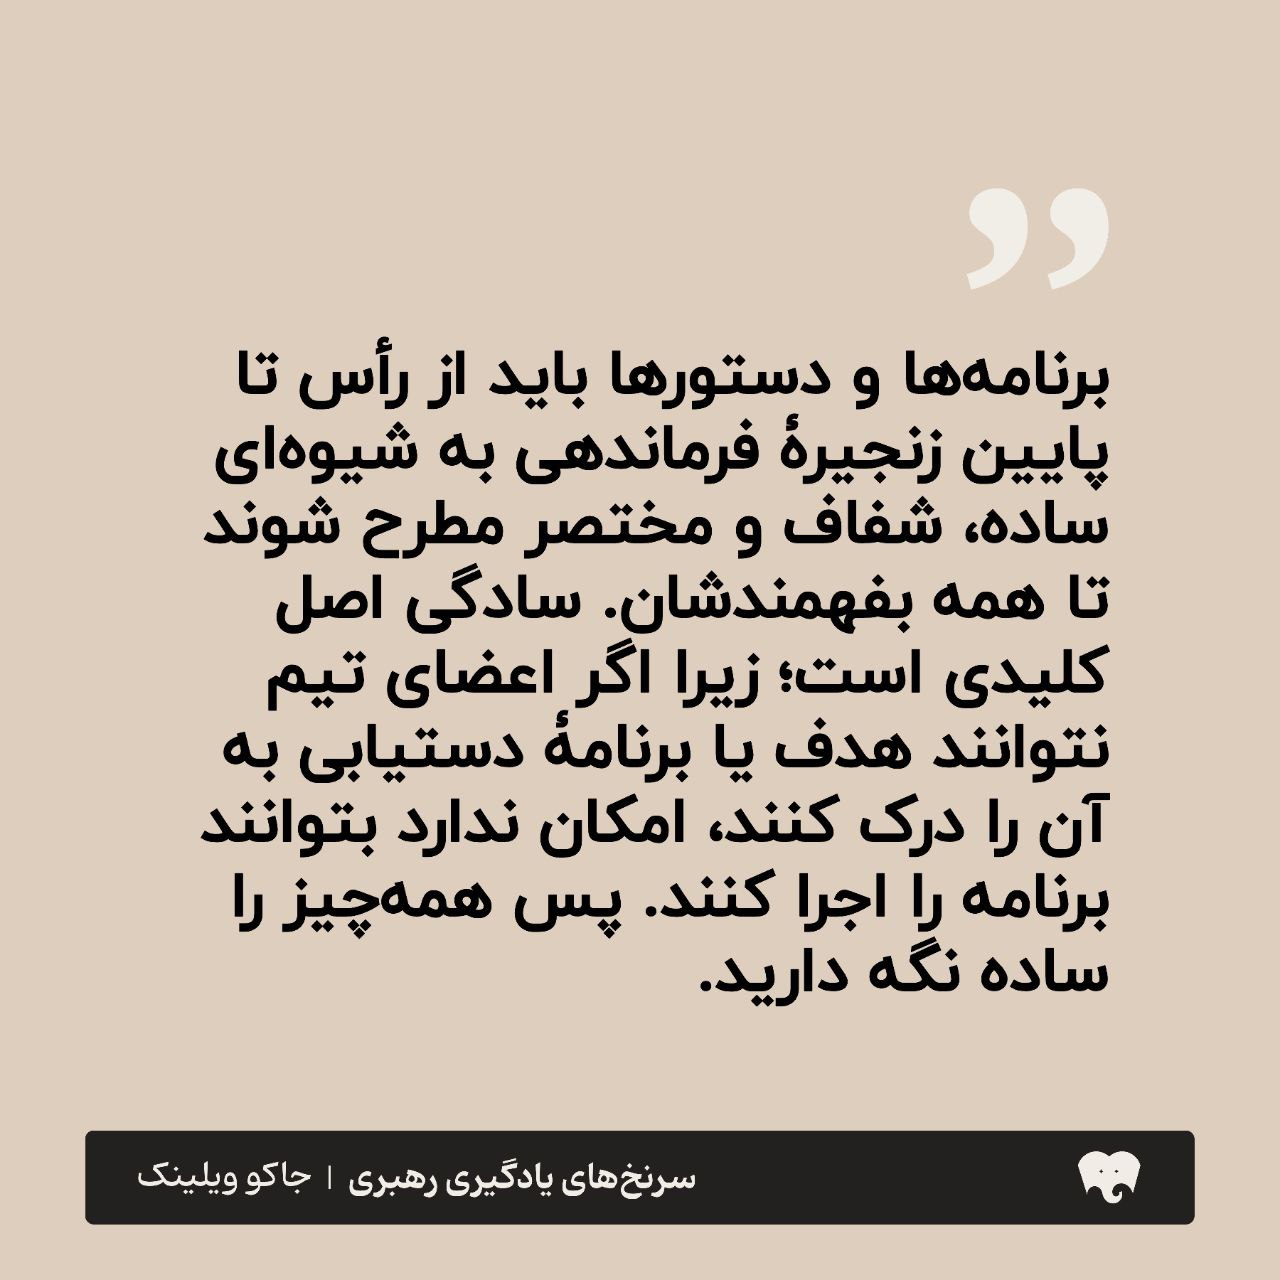 برنامه‌ها و دستورها باید از رأس تا
پایین زنجیرهٔ فرماندهی به شیوه‌ای
ساده، شفاف و مختصر مطرح شوند
تا همه بفهمندشان. سادگی اصل
کلیدی است؛ زیرا اگر اعضای تیم
نتوانند هدف یا برنامهٔ دستیابی به
آن را درک کنند، امکان ندارد بتوانند
برنامه را اجرا کنند. پس همه‌چیز را
ساده نگه دارید.
سرنخ‌های یادگیری رهبری | جاکو ویلینک